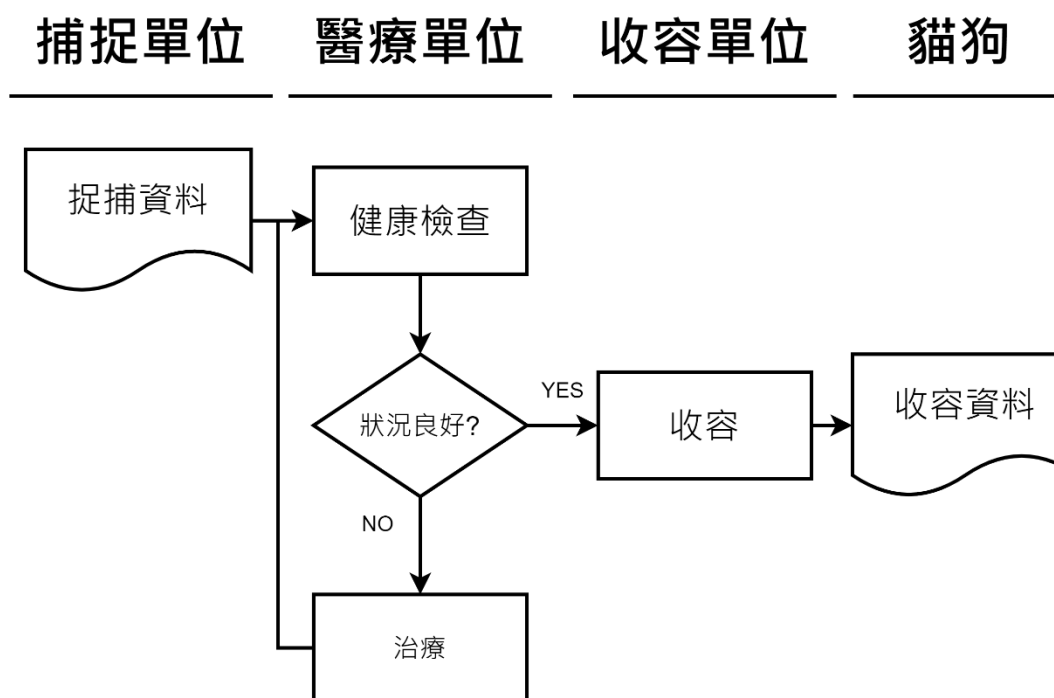 捕捉單位 醫療單位 收容單位 貓狗
捉捕資料
健康檢查
狀況良好?
YES
收容
收容資料
NO
治療